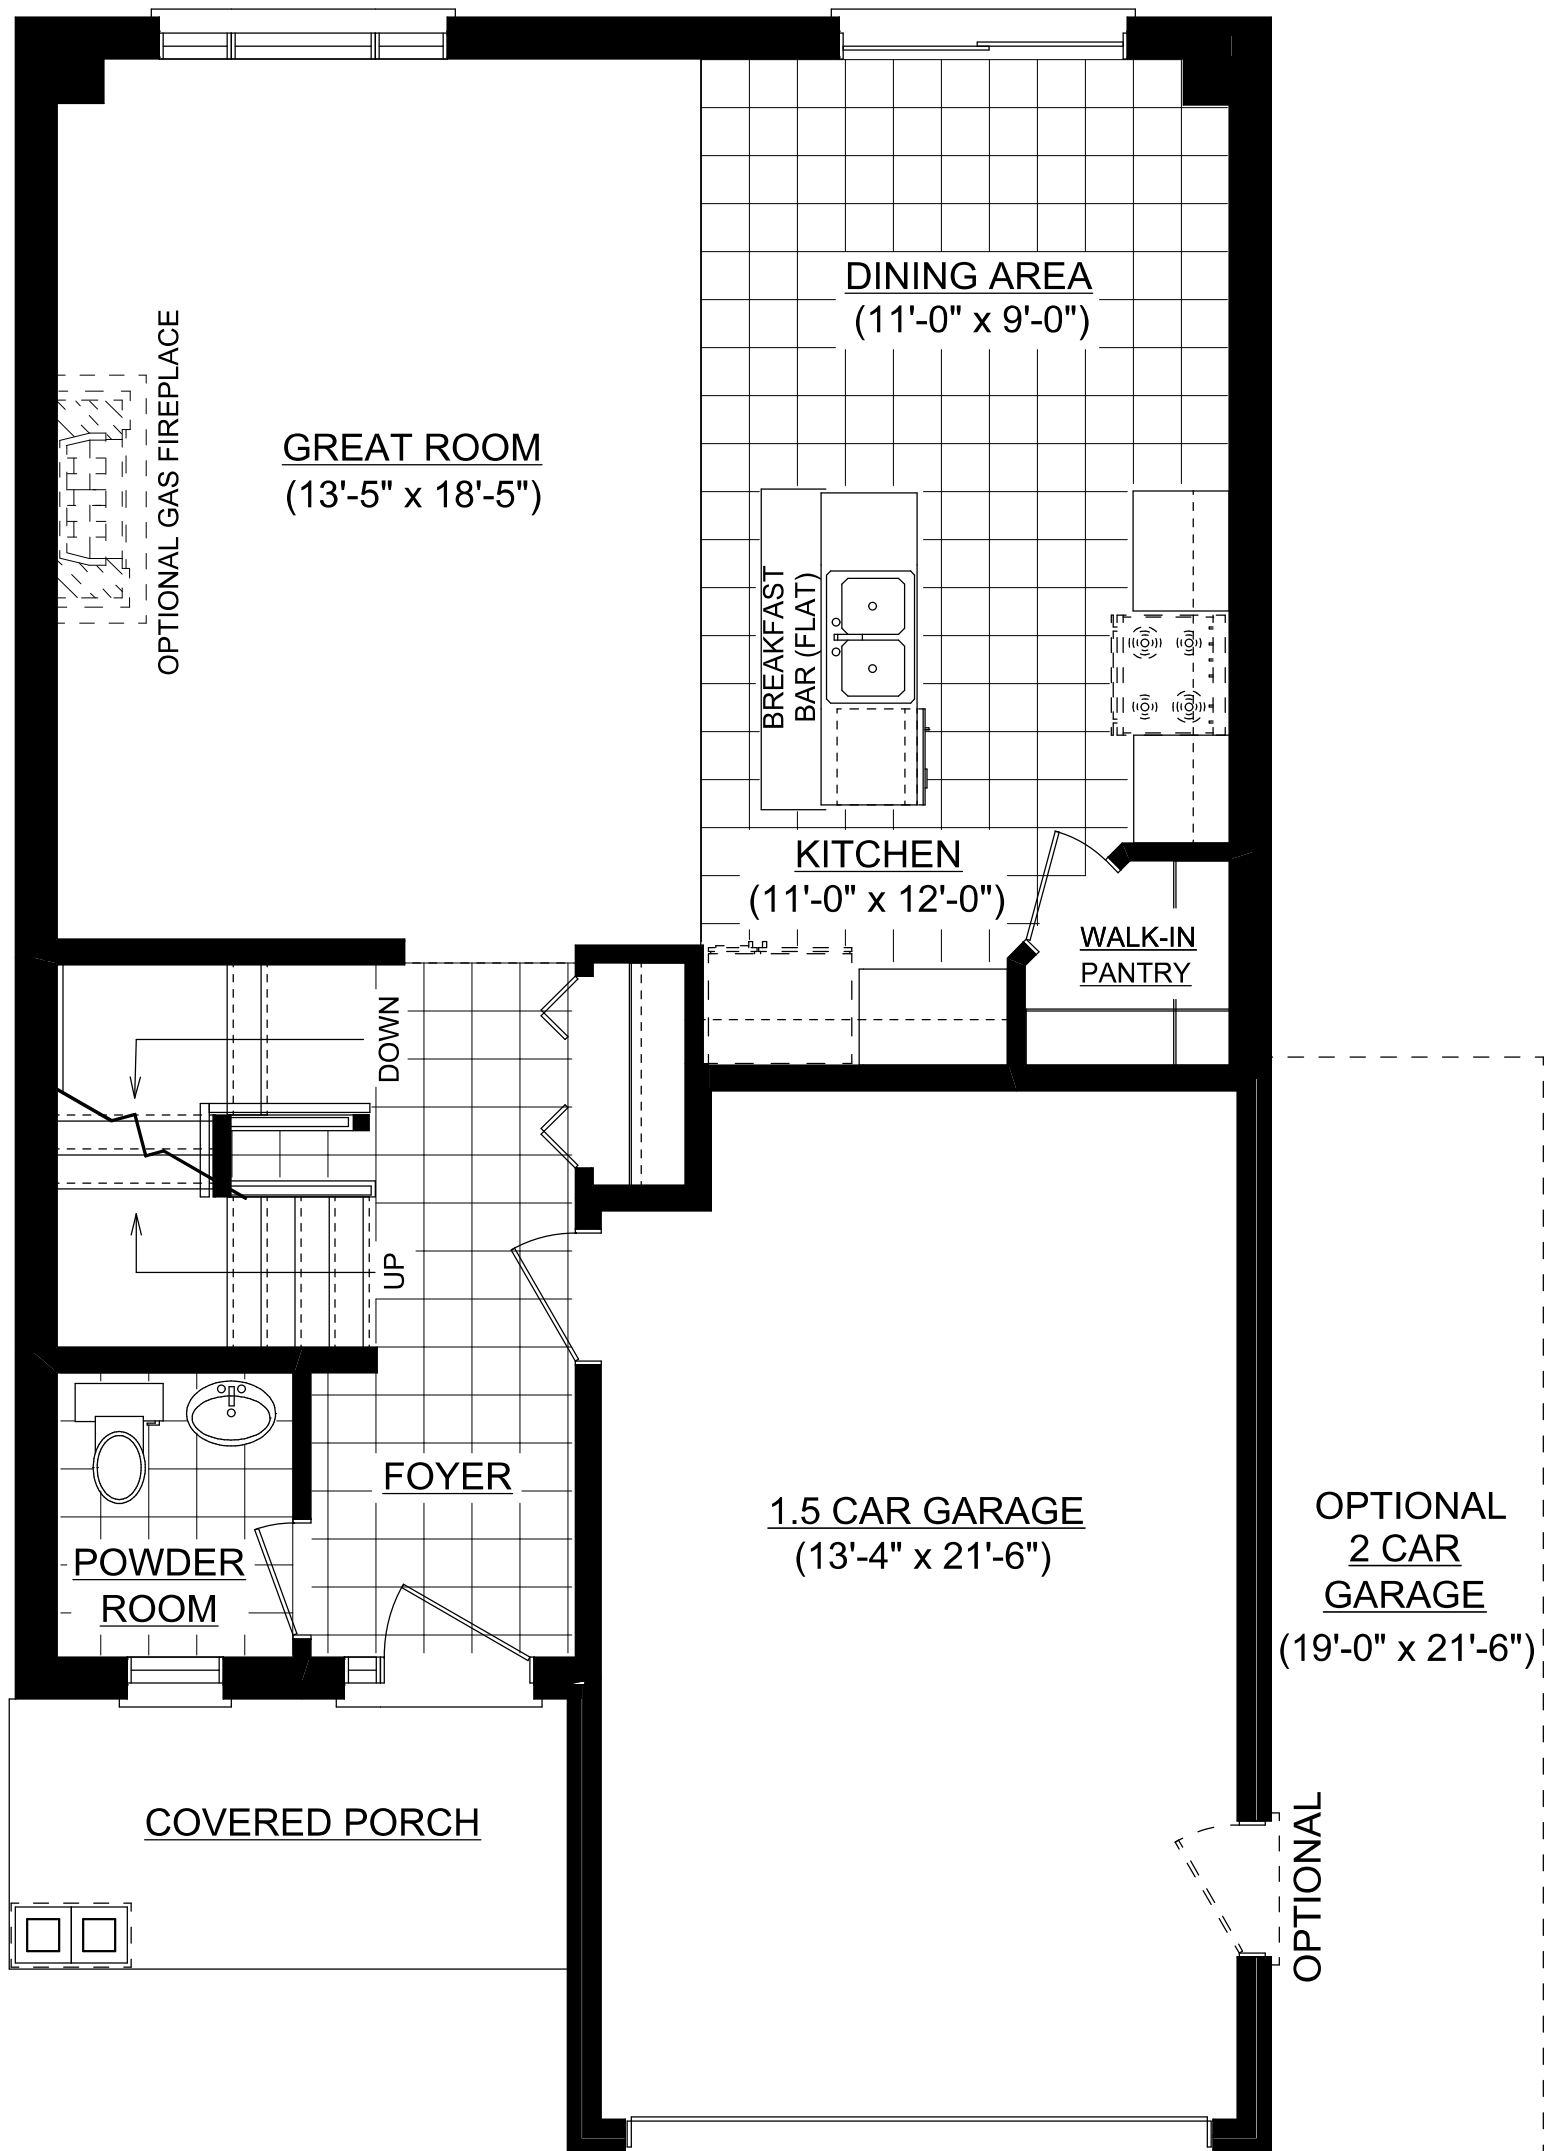 DINING AREA
(11'-0" x 9'-0")
OPTIONAL GAS FIREPLACE
GREAT ROOM
(13'-5" x 18'-5")
BREAKFAST
BAR (FLAT)
KITCHEN
(11'-0" x 12'-0")
WALK-IN
PANTRY
DOWN
UP
FOYER
POWDER
ROOM
1.5 CAR GARAGE
(13'-4" x 21'-6")
OPTIONAL
2 CAR
GARAGE
(19'-0" x 21'-6")
COVERED PORCH
OPTIONAL